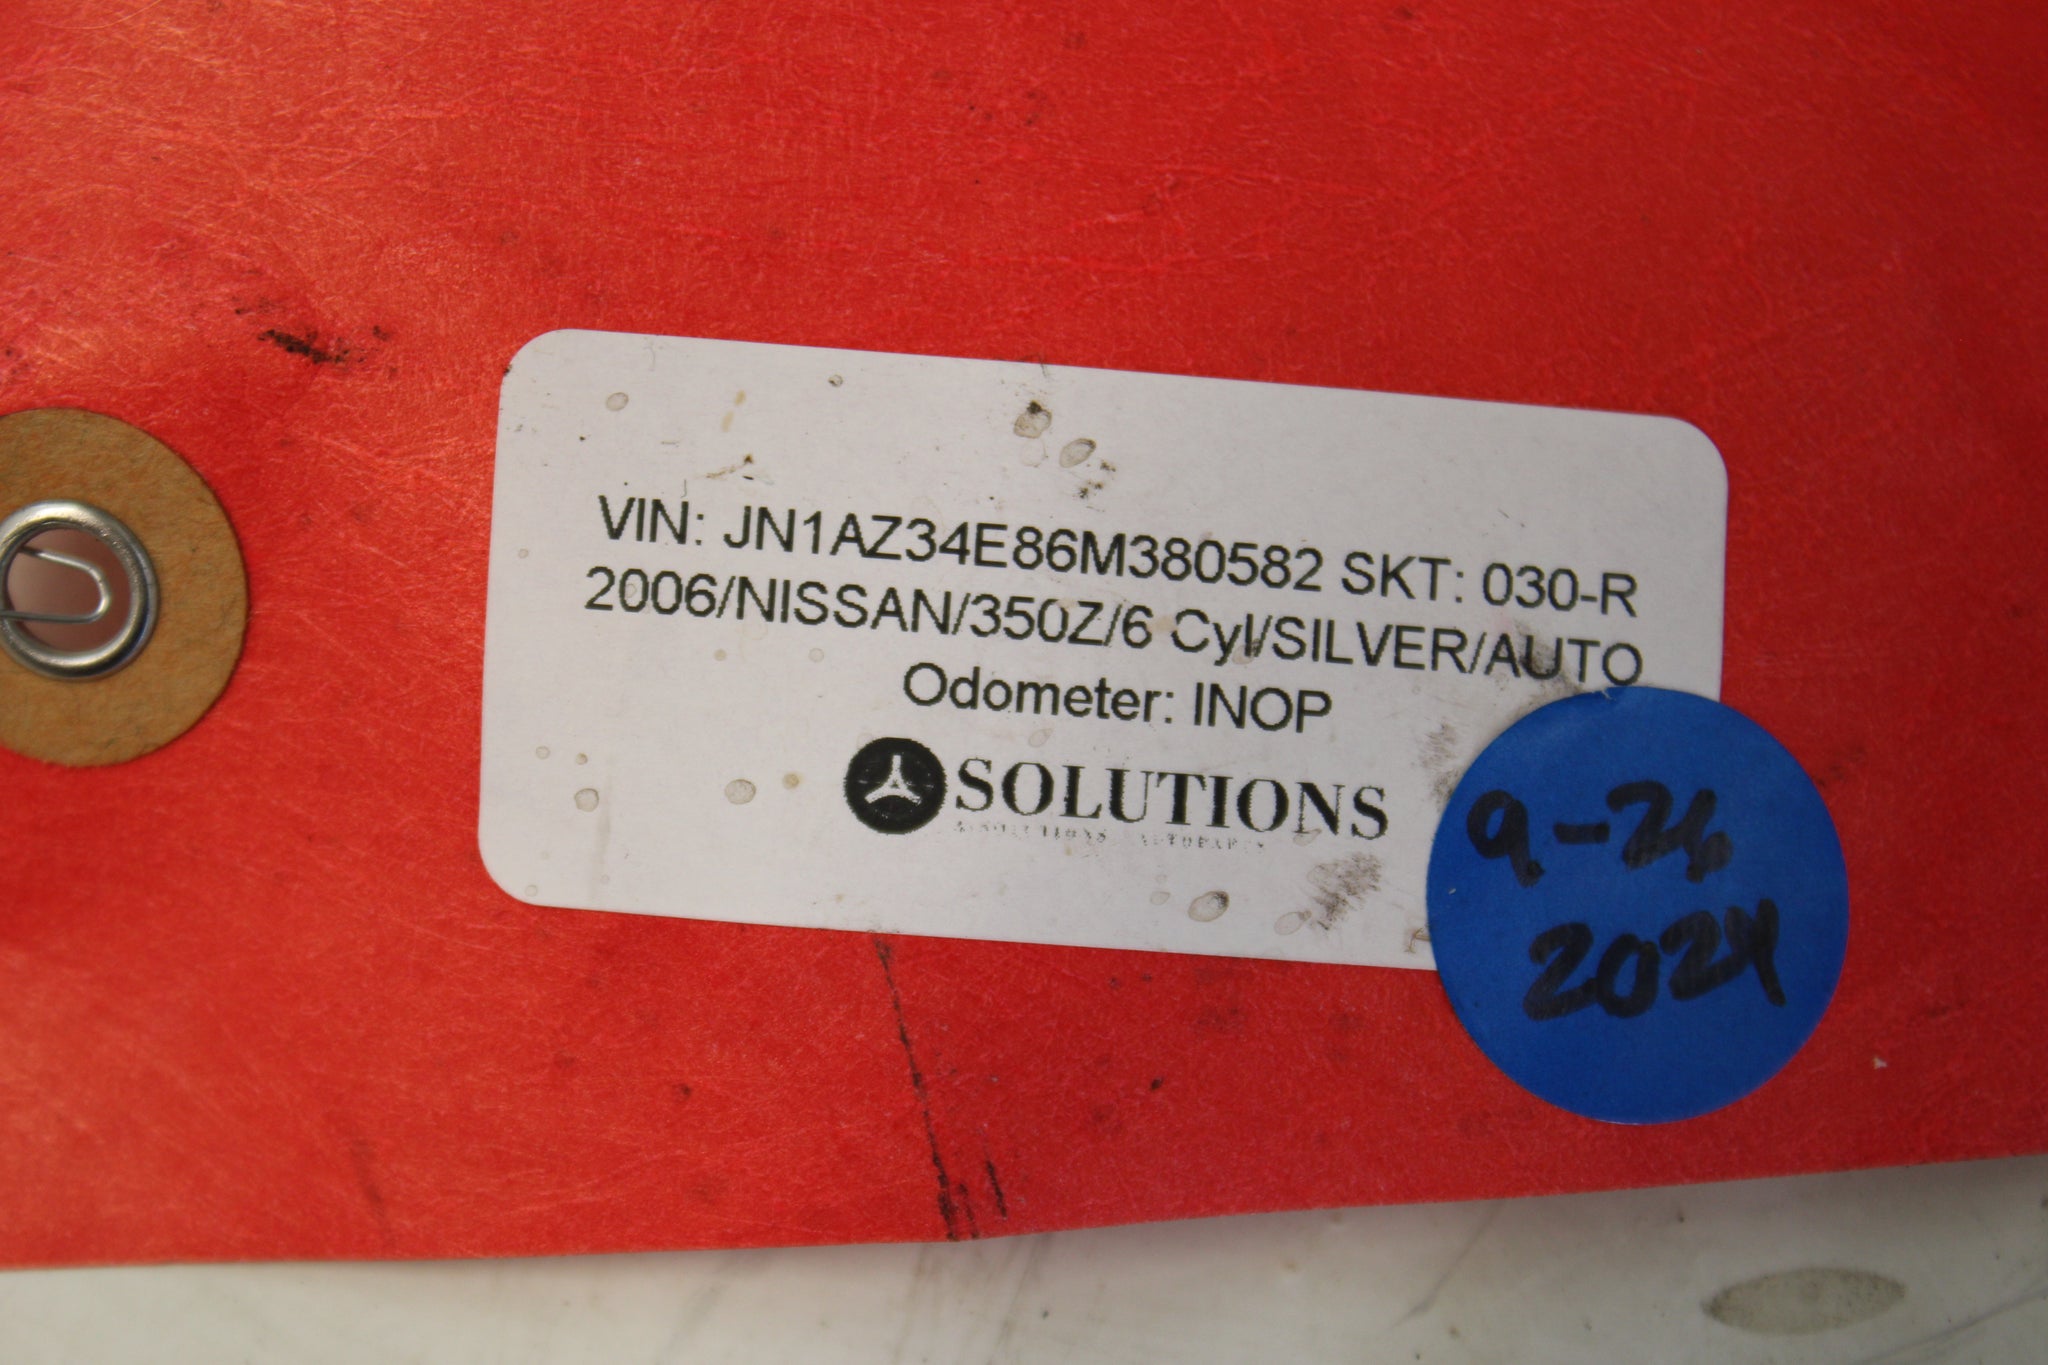 VIN: JN1AZ34E86M380582 SKT: 030-R
2006/NISSAN/350Z/6 Cyl/SILVER/AUTO
Odometer: INOP
SOLUTIONS
9-26
2024